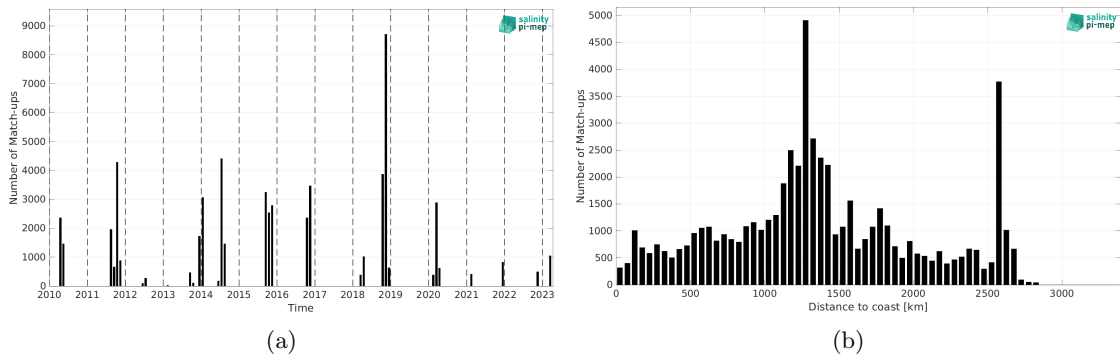 salinity
pi-mep
Number of Match-ups
9000
8000
7000
6000
5000
4000
3000
2000
1000
0
2010 2011 2012 2013 2014 2015 2016 2017 2018 2019 2020 2021 2022 2023
Time
(a)
salinity
pi-mep
Number of Match-ups
5000
4500
4000
3500
3000
2500
2000
1500
1000
500
0
0 500 1000 1500 2000 2500 3000
Distance to coast [km]
(b)